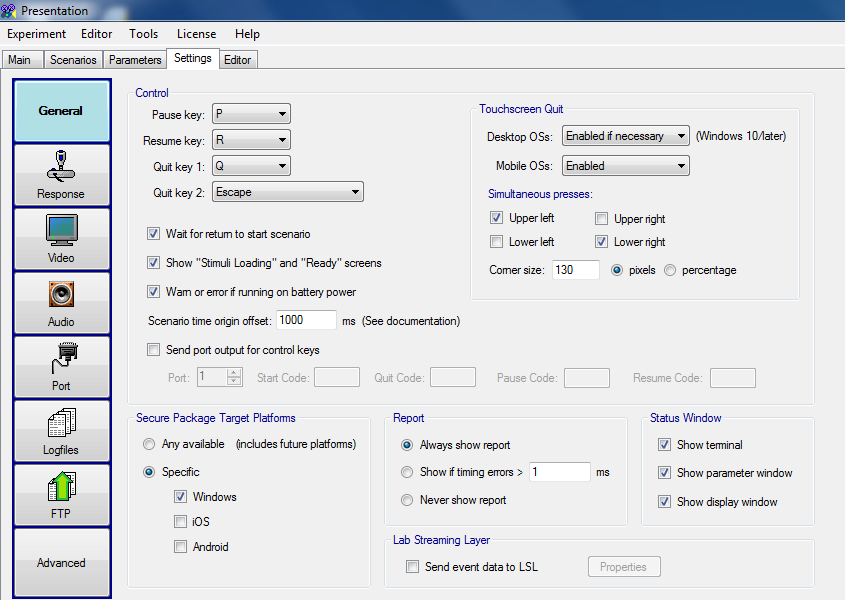 Presentation
Experiment Editor Tools License Help
Main Scenarios Parameters Settings Editor
General
Response
Video
Audio
Port
Logfiles
FTP
Advanced
Control
Pause key: P
Resume key: R
Quit key 1: Q
Quit key 2: Escape
Wait for return to start scenario
Show "Stimuli Loading" and "Ready" screens
Warn or error if running on battery power
Scenario time origin offset: 1000 ms (See documentation)
Send port output for control keys
Port: 1 Start Code: Quit Code: Pause Code: Resume Code:
Touchscreen Quit
Desktop OSs: Enabled if necessary (Windows 10/later)
Mobile OSs: Enabled
Simultaneous presses:
Upper left Upper right
Lower left Lower right
Corner size: 130 pixels percentage
Secure Package Target Platforms
Any available (includes future platforms)
Specific
Windows
iOS
Android
Report
Always show report
Show if timing errors > 1 ms
Never show report
Status Window
Show terminal
Show parameter window
Show display window
Lab Streaming Layer
Send event data to LSL Properties